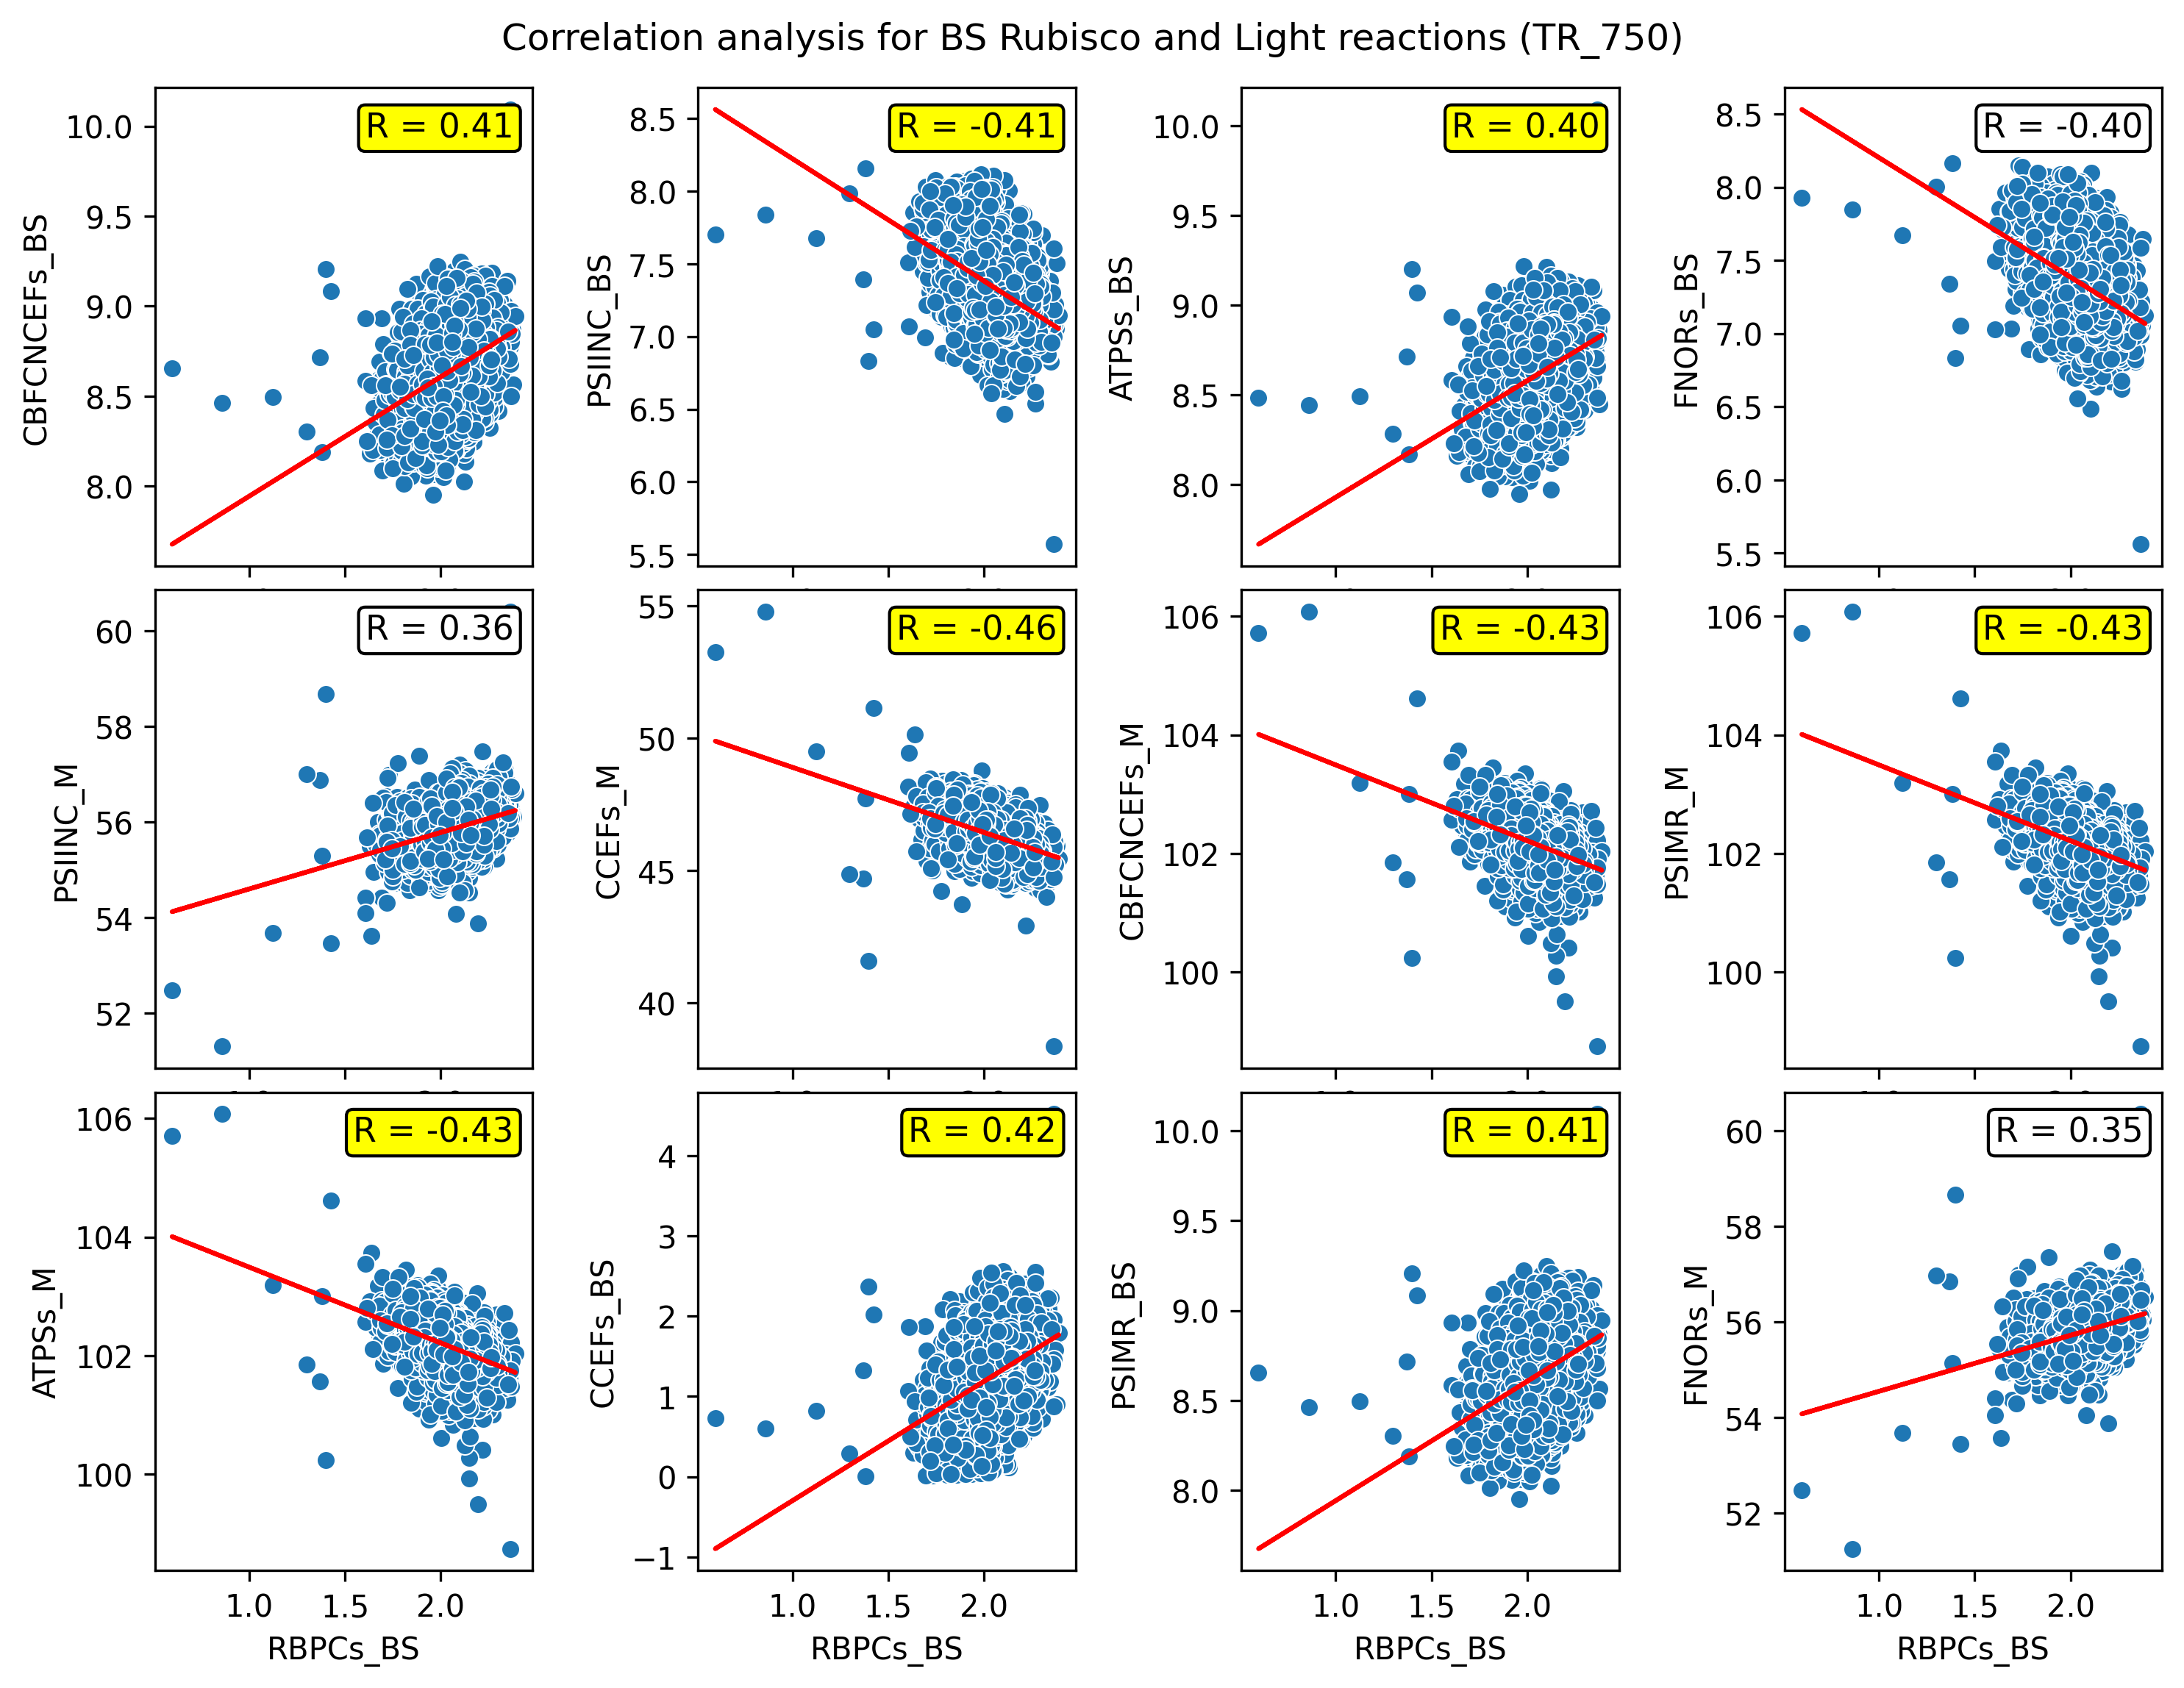 Correlation analysis for BS Rubisco and Light reactions (TR_750)
CBFCNCEFs_BS
10.0
9.5
9.0
8.5
8.0
R = 0.41
PSIINC_BS
8.5
8.0
7.5
7.0
6.5
6.0
5.5
R = -0.41
ATPSs_BS
10.0
9.5
9.0
8.5
8.0
R = 0.40
FNORs_BS
8.5
8.0
7.5
7.0
6.5
6.0
5.5
R = -0.40
PSIINC_M
60
58
56
54
52
R = 0.36
CCEFs_M
55
50
45
40
R = -0.46
CBFCNCEFs_M
106
104
102
100
R = -0.43
PSIMR_M
106
104
102
100
R = -0.43
ATPSs_M
106
104
102
100
R = -0.43
1.0 1.5 2.0
RBPCs_BS
CCEFs_BS
4
3
2
1
0
−1
R = 0.42
1.0 1.5 2.0
RBPCs_BS
PSIMR_BS
10.0
9.5
9.0
8.5
8.0
R = 0.41
1.0 1.5 2.0
RBPCs_BS
FNORs_M
60
58
56
54
52
R = 0.35
1.0 1.5 2.0
RBPCs_BS